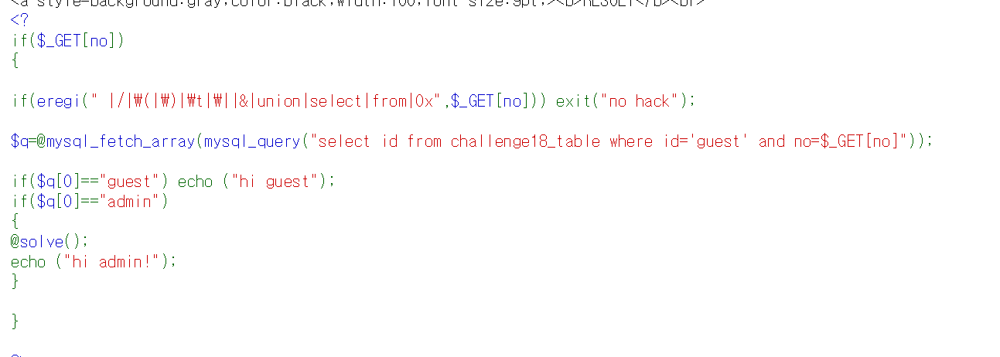 <a style=background:gray;color:black;width:100;font-size:9pt;><b>RESULT</b><br>
<?
if($_GET[no])
{
if(eregi(" |/|₩(|₩)|₩t|₩||&|union|select|from|0x",$_GET[no])) exit("no hack");
$q=@mysql_fetch_array(mysql_query("select id from challenge18_table where id='guest' and no=$_GET[no]"));
if($q[0]=="guest") echo ("hi guest");
if($q[0]=="admin")
{
@solve();
echo ("hi admin!");
}
}